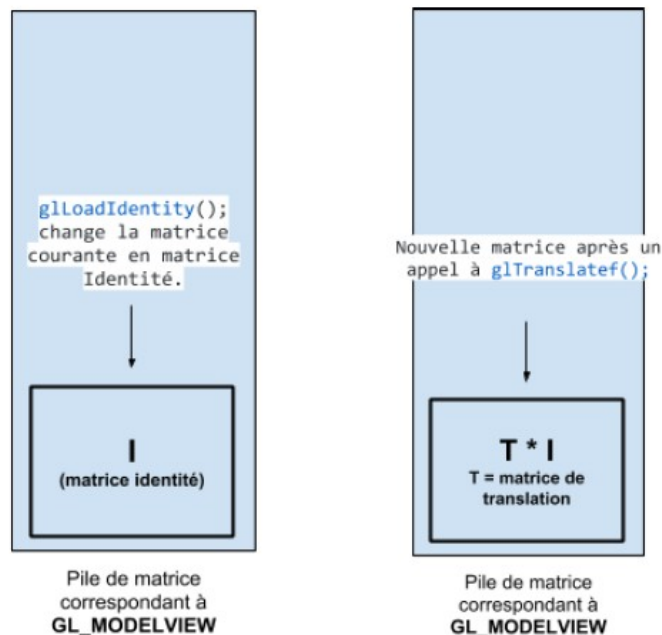 glLoadIdentity();
change la matrice
courante en matrice
Identité.
I
(matrice identité)
Pile de matrice
correspondant à
GL_MODELVIEW
Nouvelle matrice après un
appel à glTranslatef();
T * I
T = matrice de
translation
Pile de matrice
correspondant à
GL_MODELVIEW